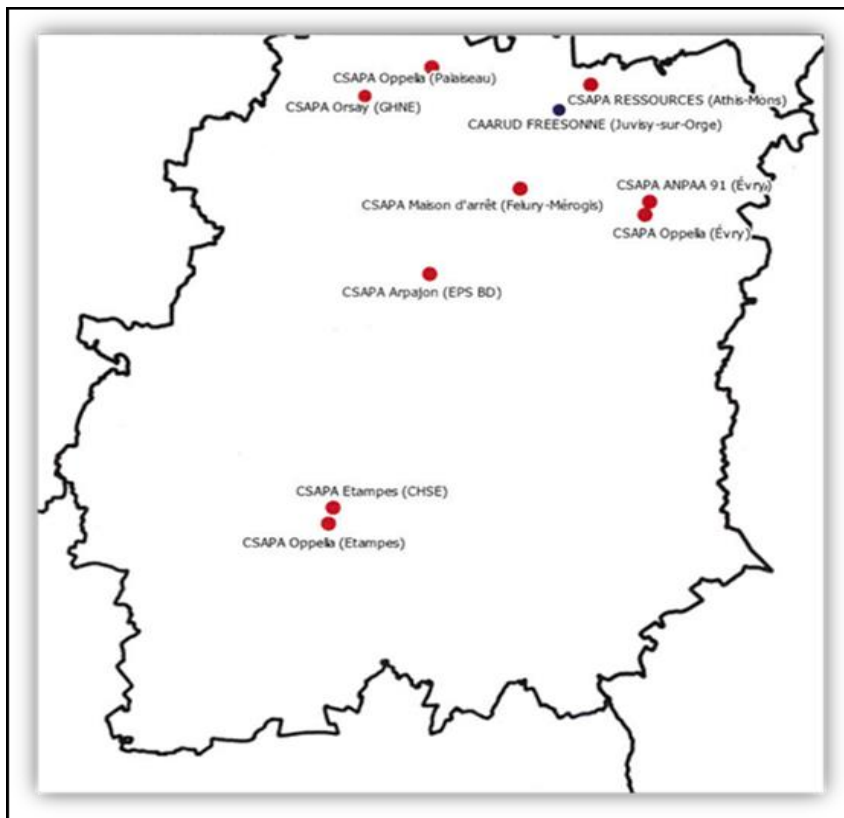 CSAPA Oppelia (Palaiseau)
CSAPA Orsay (GHNE)
CSAPA RESSOURCES (Athis-Mons)
CAARUD FREESONNE (Juvisy-sur-Orge)
CSAPA ANPAA 91 (Évry)
CSAPA Maison d'arrêt (Felury-Mérogis)
CSAPA Oppelia (Évry)
CSAPA Arpajon (EPS BD)
CSAPA Etampes (CHSE)
CSAPA Oppelia (Etampes)